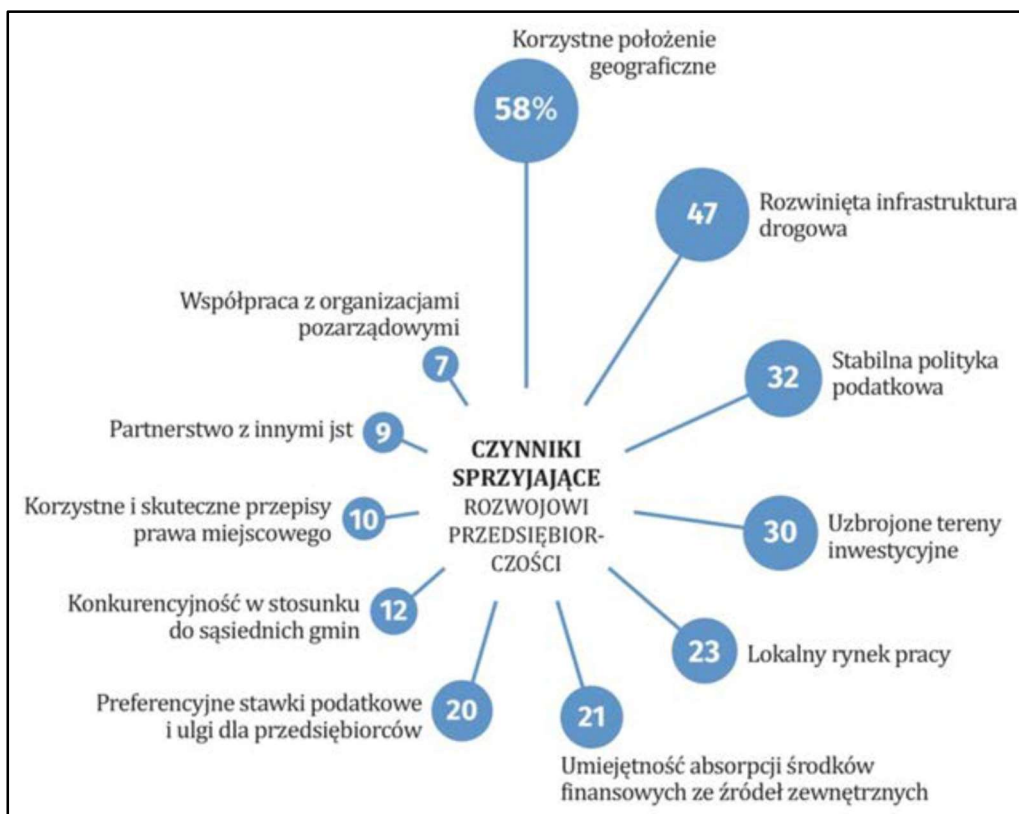 Korzystne położenie
geograficzne
58%
47
Rozwinięta infrastruktura
drogowa
32
Stabilna polityka
podatkowa
30
Uzbrojone tereny
inwestycyjne
23
Lokalny rynek pracy
21
Umiejętność absorpcji środków
finansowych ze źródeł zewnętrznych
Preferencyjne stawki podatkowe
i ulgi dla przedsiębiorców
20
Konkurencyjność w stosunku
do sąsiednich gmin
12
Korzystne i skuteczne przepisy
prawa miejscowego
10
Partnerstwo z innymi jst
9
Współpraca z organizacjami
pozarządowymi
7
CZYNNIKI
SPRZYJAJĄCE
ROZWOJOWI
PRZEDSIĘBIOR-
CZOŚCI